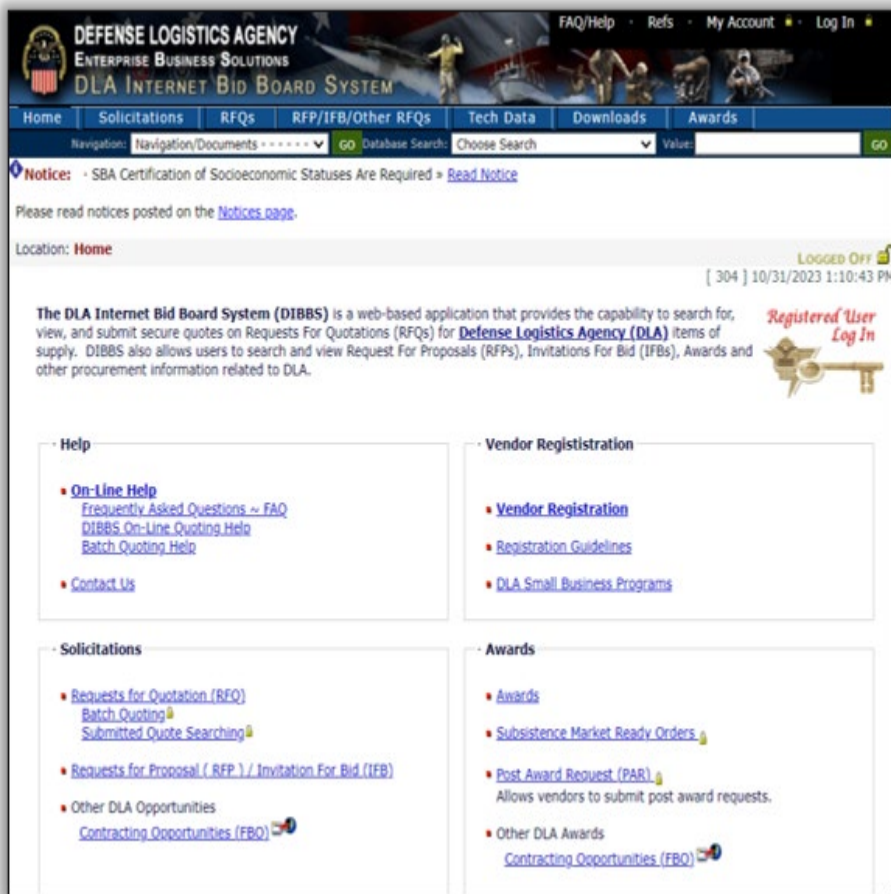 FAQ/Help · Refs · My Account · Log In
DEFENSE LOGISTICS AGENCY
ENTERPRISE BUSINESS SOLUTIONS
DLA INTERNET BID BOARD SYSTEM
Home Solicitations RFQs RFP/IFB/Other RFQs Tech Data Downloads Awards
Navigation: Navigation/Documents - - - - - - GO Database Search: Choose Search Value: GO
Notice: · SBA Certification of Socioeconomic Statuses Are Required » Read Notice
Please read notices posted on the Notices page.
Location: Home
LOGGED OFF
[ 304 ] 10/31/2023 1:10:43 PM
The DLA Internet Bid Board System (DIBBS) is a web-based application that provides the capability to search for,
view, and submit secure quotes on Requests For Quotations (RFQs) for Defense Logistics Agency (DLA) items of
supply. DIBBS also allows users to search and view Request For Proposals (RFPs), Invitations For Bid (IFBs), Awards and
other procurement information related to DLA.
Registered User
Log In
· Help
On-Line Help
Frequently Asked Questions ~ FAQ
DIBBS On-Line Quoting Help
Batch Quoting Help
Contact Us
· Vendor Regististration
Vendor Registration
Registration Guidelines
DLA Small Business Programs
· Solicitations
Requests for Quotation (RFQ)
Batch Quoting
Submitted Quote Searching
Requests for Proposal ( RFP ) / Invitation For Bid (IFB)
Other DLA Opportunities
Contracting Opportunities (FBO)
· Awards
Awards
Subsistence Market Ready Orders
Post Award Request (PAR)
Allows vendors to submit post award requests.
Other DLA Awards
Contracting Opportunities (FBO)